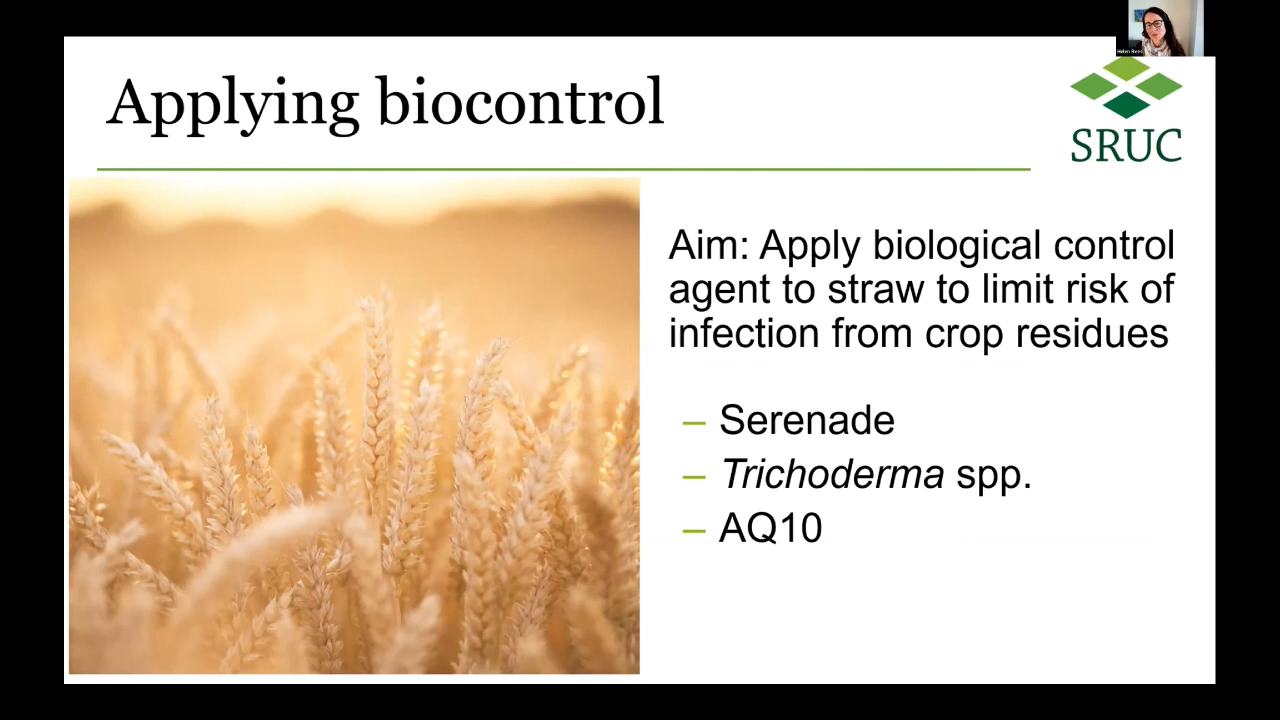 Applying biocontrol
SRUC
Aim: Apply biological control
agent to straw to limit risk of
infection from crop residues
– Serenade
– Trichoderma spp.
– AQ10